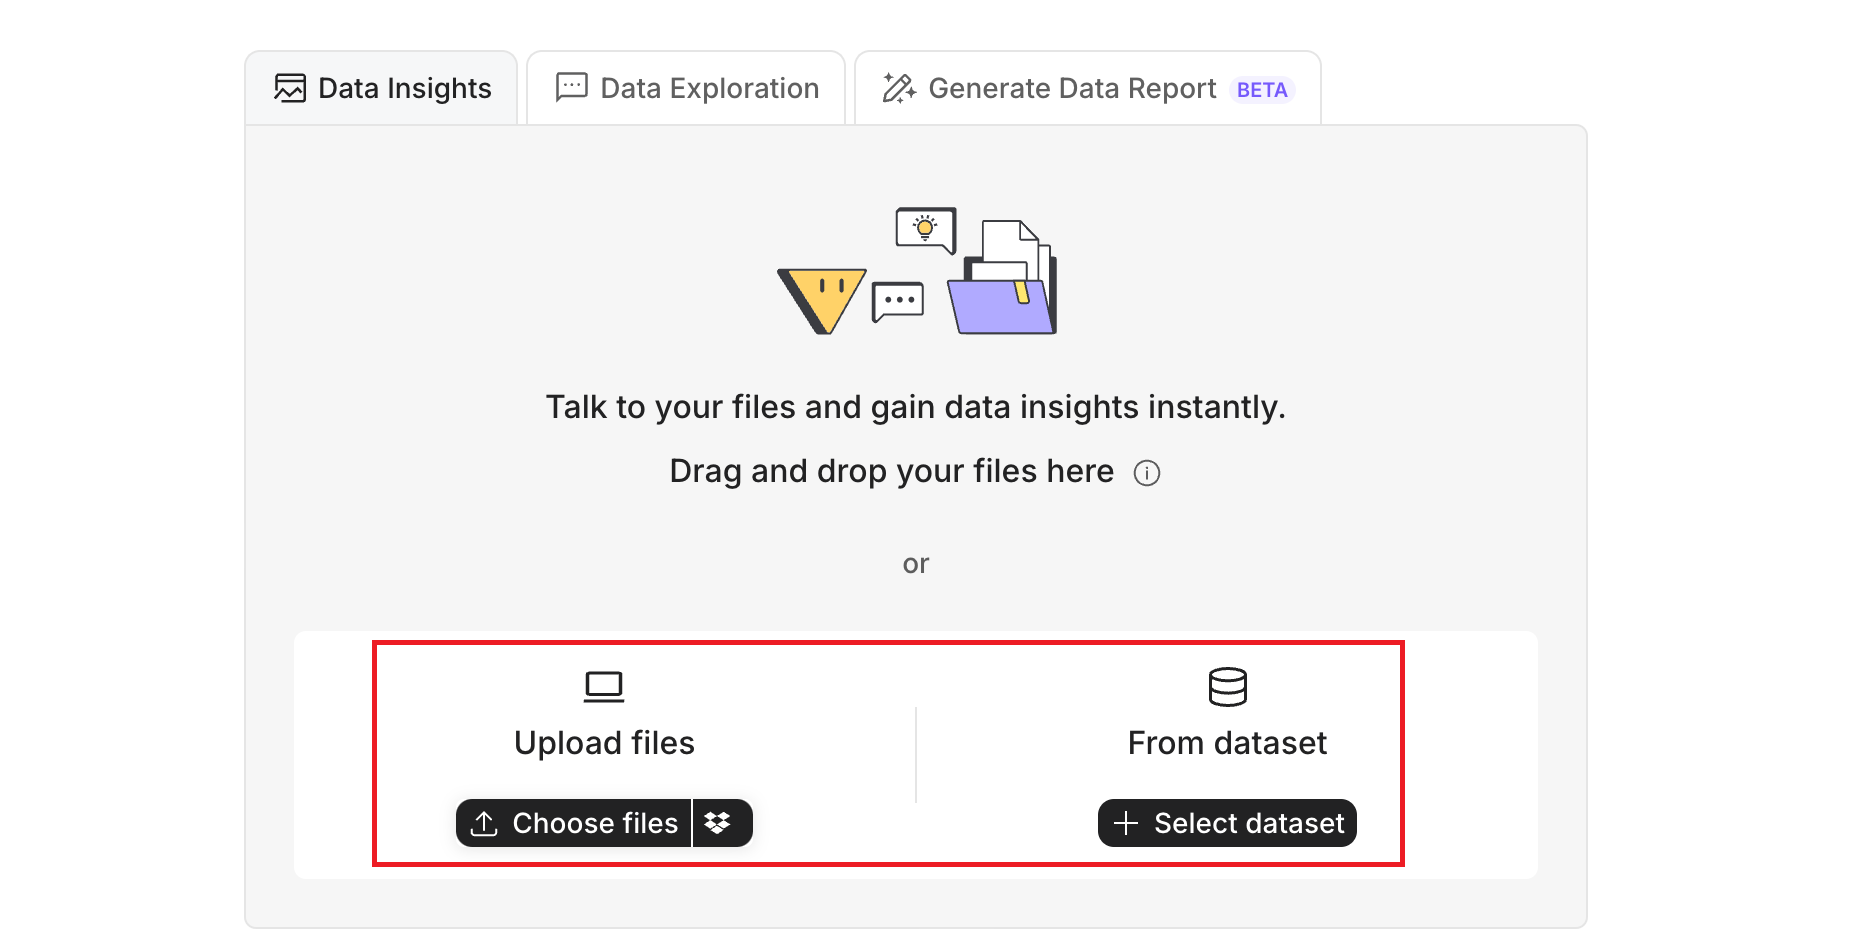 Data Insights
Data Exploration
Generate Data Report BETA
Talk to your files and gain data insights instantly.
Drag and drop your files here
or
Upload files
From dataset
Choose files
Select dataset